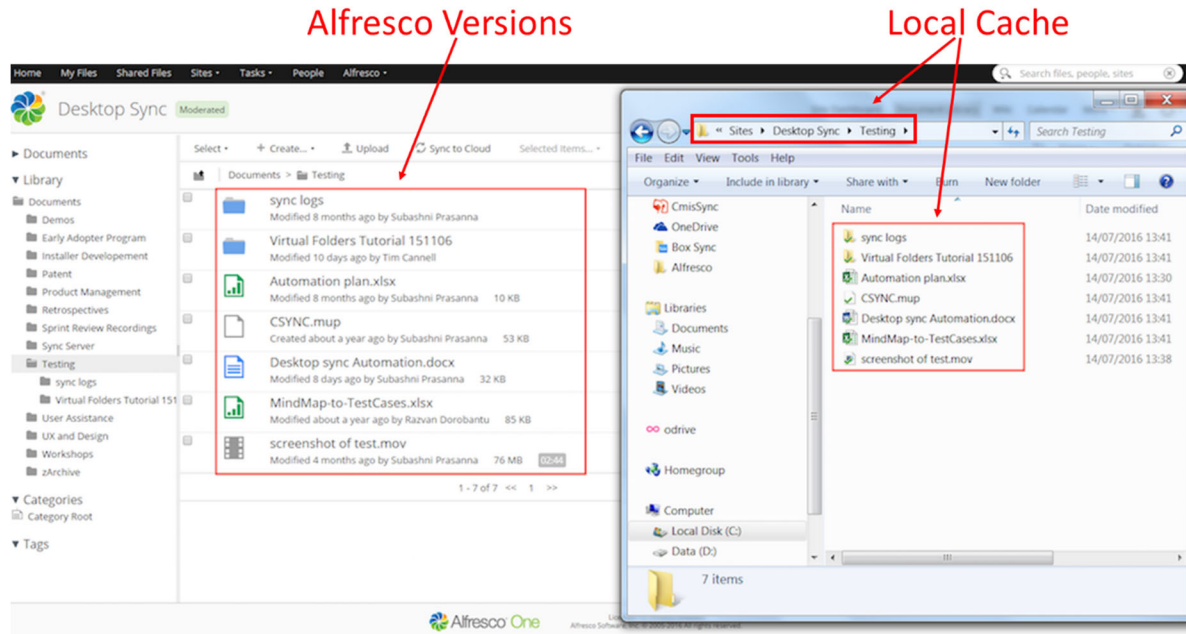 Alfresco Versions
Local Cache
Home My Files Shared Files Sites Tasks People Alfresco
Search files, people, sites
Desktop Sync Moderated
Documents
Library
Documents
Demos
Early Adopter Program
Installer Developement
Patent
Product Management
Retrospectives
Sprint Review Recordings
Sync Server
Testing
sync logs
Virtual Folders Tutorial 151
User Assistance
UX and Design
Workshops
zArchive
Categories
Category Root
Tags
Select + Create... Upload Sync to Cloud Selected Items...
Documents > Testing
sync logs
Modified 8 months ago by Subashni Prasanna
Virtual Folders Tutorial 151106
Modified 10 days ago by Tim Cannell
Automation plan.xlsx
Modified 8 months ago by Subashni Prasanna 10 KB
CSYNC.mup
Created about a year ago by Subashni Prasanna 53 KB
Desktop sync Automation.docx
Modified 8 days ago by Subashni Prasanna 32 KB
MindMap-to-TestCases.xlsx
Modified about a year ago by Razvan Dorobantu 85 KB
screenshot of test.mov
Modified 4 months ago by Subashni Prasanna 76 MB 02:44
1 - 7 of 7 << 1 >>
« Sites Desktop Sync Testing
Search Testing
File Edit View Tools Help
Organize Include in library Share with Burn New folder
CmisSync
OneDrive
Box Sync
Alfresco
Libraries
Documents
Music
Pictures
Videos
odrive
Homegroup
Computer
Local Disk (C:)
Data (D:)
Name Date modified
sync logs 14/07/2016 13:41
Virtual Folders Tutorial 151106 14/07/2016 13:41
Automation plan.xlsx 14/07/2016 13:30
CSYNC.mup 14/07/2016 13:41
Desktop sync Automation.docx 14/07/2016 13:41
MindMap-to-TestCases.xlsx 14/07/2016 13:41
screenshot of test.mov 14/07/2016 13:38
7 items
Alfresco One
Alfresco Software, Inc. © 2005-2016 All rights reserved.